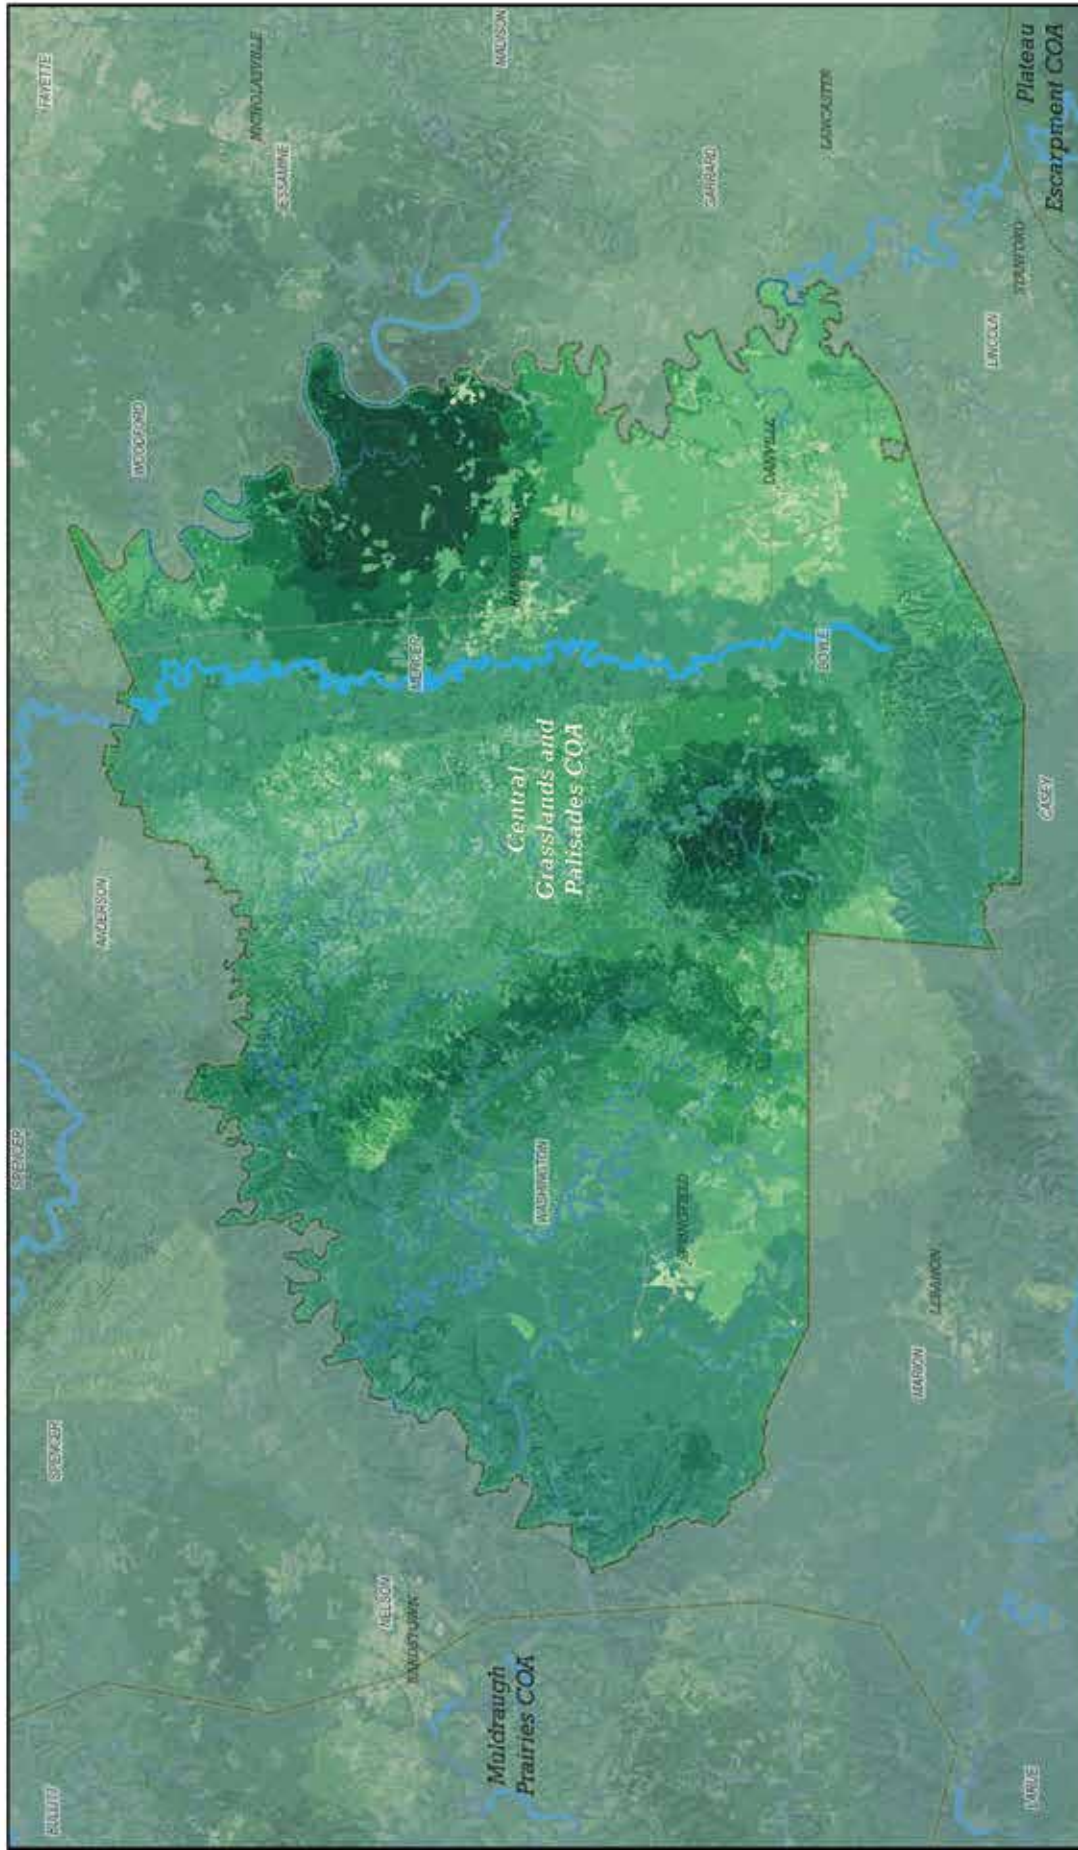 BULLITT
SPENCER
SPENCER
ANDERSON
WOODFORD
FAYETTE
NICHOLASVILLE
JESSAMINE
MADISON
NELSON
BARDSTOWN
MERCER
Muldraugh
Prairies COA
WASHINGTON
Central
Grasslands and
Palisades COA
SPRINGFIELD
BOYLE
DANVILLE
GARRARD
LANCASTER
MARION
LEBANON
LINCOLN
STANFORD
LARUE
CASEY
Plateau
Escarpment COA